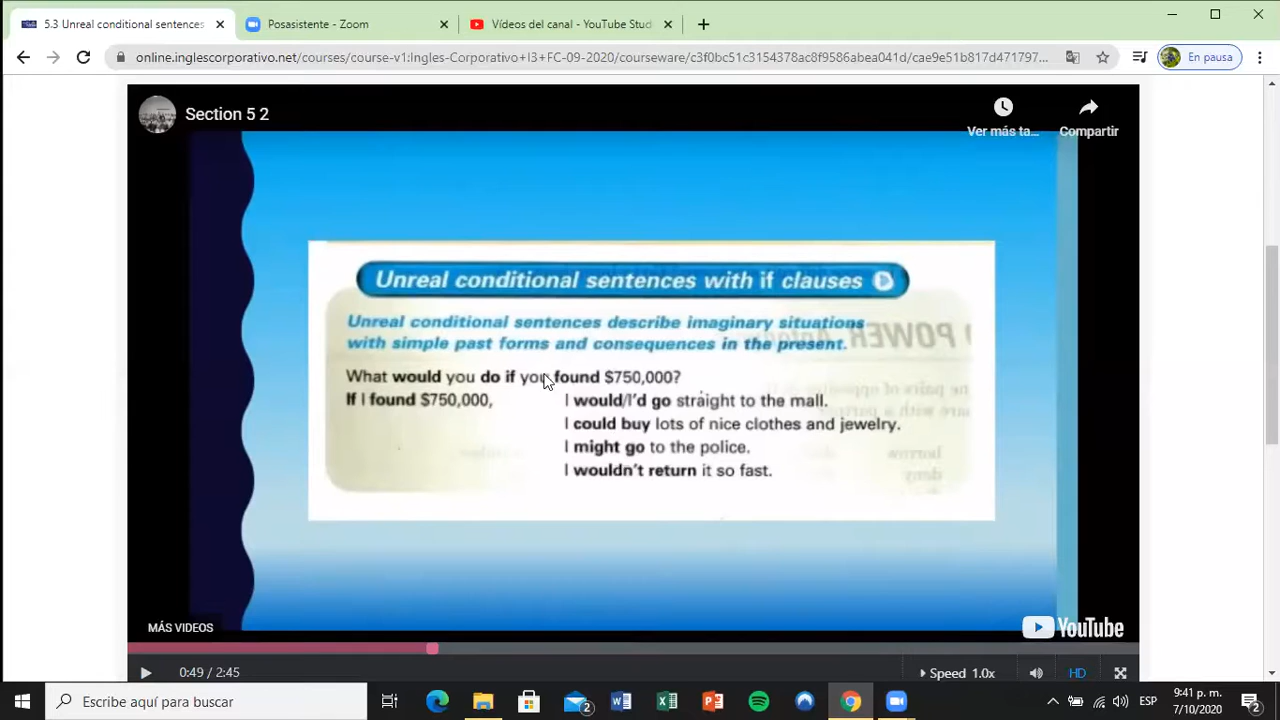 5.3 Unreal conditional sentences
Posasistente - Zoom
Vídeos del canal - YouTube Stud
online.inglescorporativo.net/courses/course-v1:Ingles-Corporativo+I3+FC-09-2020/courseware/c3f0bc51c3154378ac8f9586abea041d/cae9e51b817d471797...
En pausa
Section 5 2
Ver más ta...
Compartir
Unreal conditional sentences with if clauses
Unreal conditional sentences describe imaginary situations
with simple past forms and consequences in the present.
What would you do if you found $750,000?
If I found $750,000, I would/I'd go straight to the mall.
I could buy lots of nice clothes and jewelry.
I might go to the police.
I wouldn't return it so fast.
MÁS VIDEOS
YouTube
0:49 / 2:45
Speed 1.0x
HD
Escribe aquí para buscar
2
ESP
9:41 p. m.
7/10/2020
2